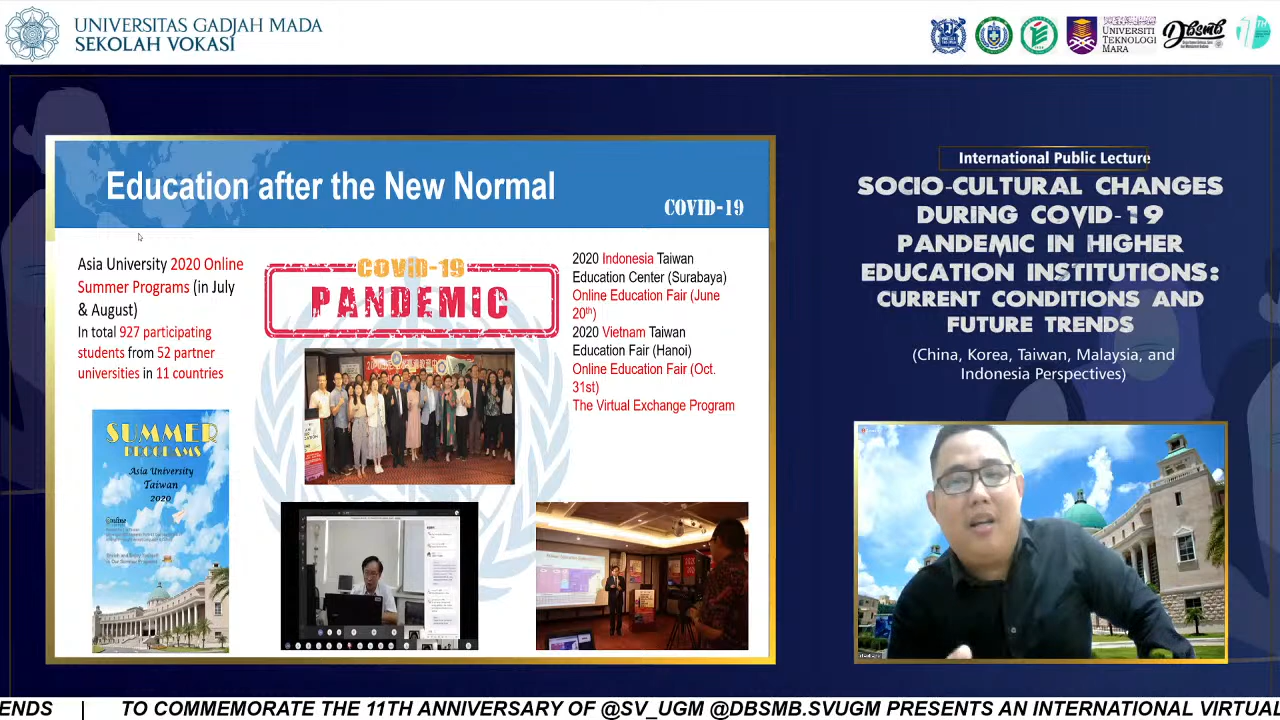 UNIVERSITAS GADJAH MADA
SEKOLAH VOKASI
UNIVERSITI
TEKNOLOGI
MARA
Dbsmb
Education after the New Normal
COVID-19
Asia University 2020 Online
Summer Programs (in July
& August)
In total 927 participating
students from 52 partner
universities in 11 countries
SUMMER
PROGRAMS
Asia University
Taiwan
2020
Online
COVID-19
PANDEMIC
2020 Indonesia Taiwan
Education Center (Surabaya)
Online Education Fair (June
20th)
2020 Vietnam Taiwan
Education Fair (Hanoi)
Online Education Fair (Oct.
31st)
The Virtual Exchange Program
International Public Lecture
SOCIO-CULTURAL CHANGES
DURING COVID-19
PANDEMIC IN HIGHER
EDUCATION INSTITUTIONS:
CURRENT CONDITIONS AND
FUTURE TRENDS
(China, Korea, Taiwan, Malaysia, and
Indonesia Perspectives)
ENDS | TO COMMEMORATE THE 11TH ANNIVERSARY OF @SV_UGM @DBSMB.SVUGM PRESENTS AN INTERNATIONAL VIRTUAL